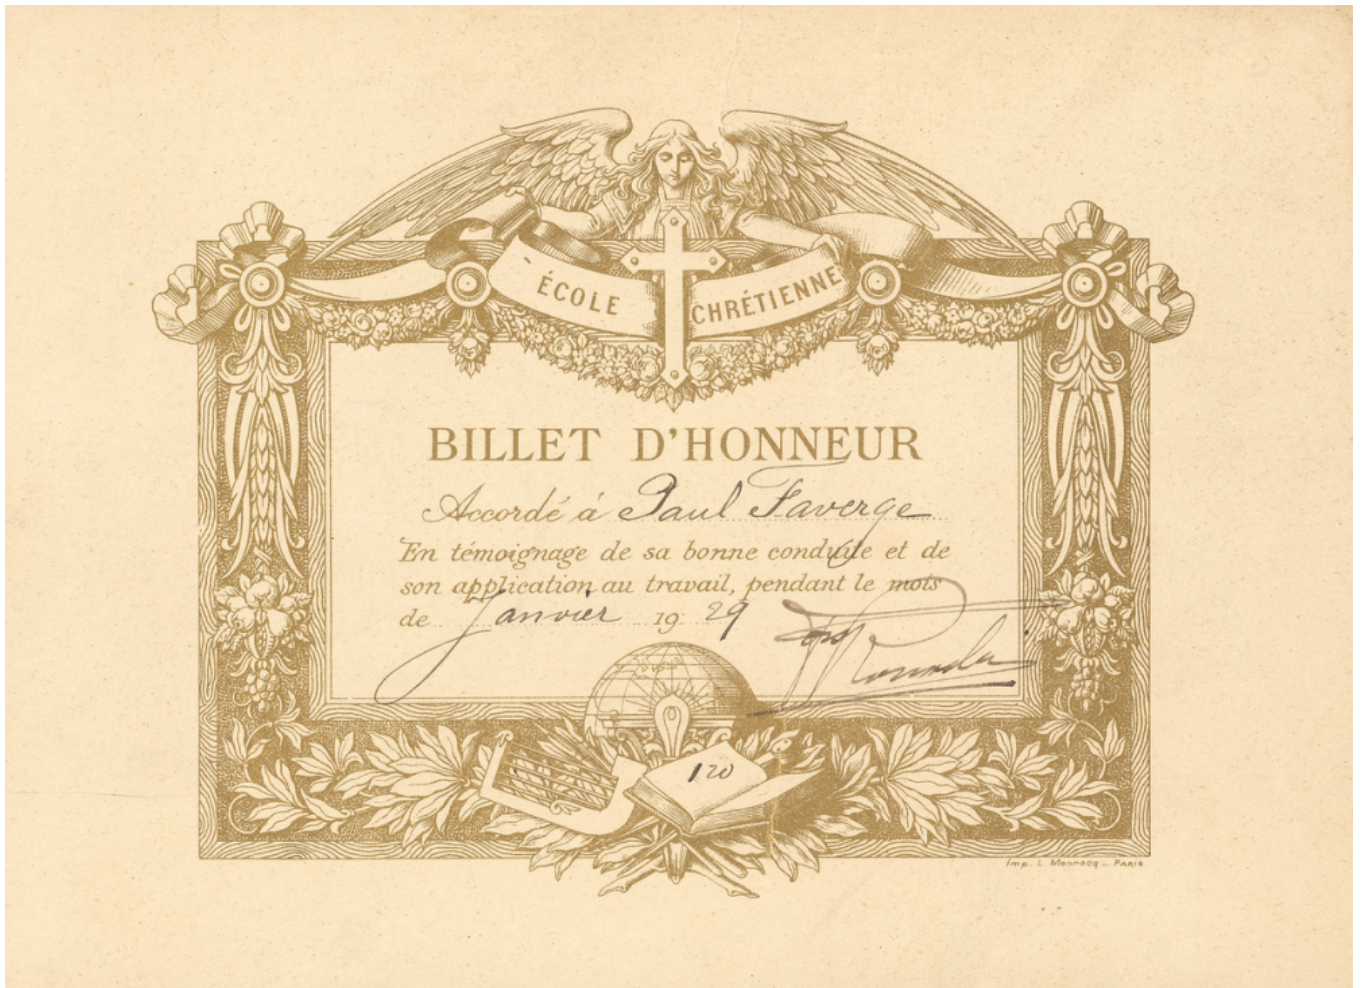 ÉCOLE CHRÉTIENNE
BILLET D'HONNEUR
Accordé à Paul Faverge
En témoignage de sa bonne conduite et de
son application au travail, pendant le mois
de Janvier 1929
120
Imp. L. Monrocq - Paris